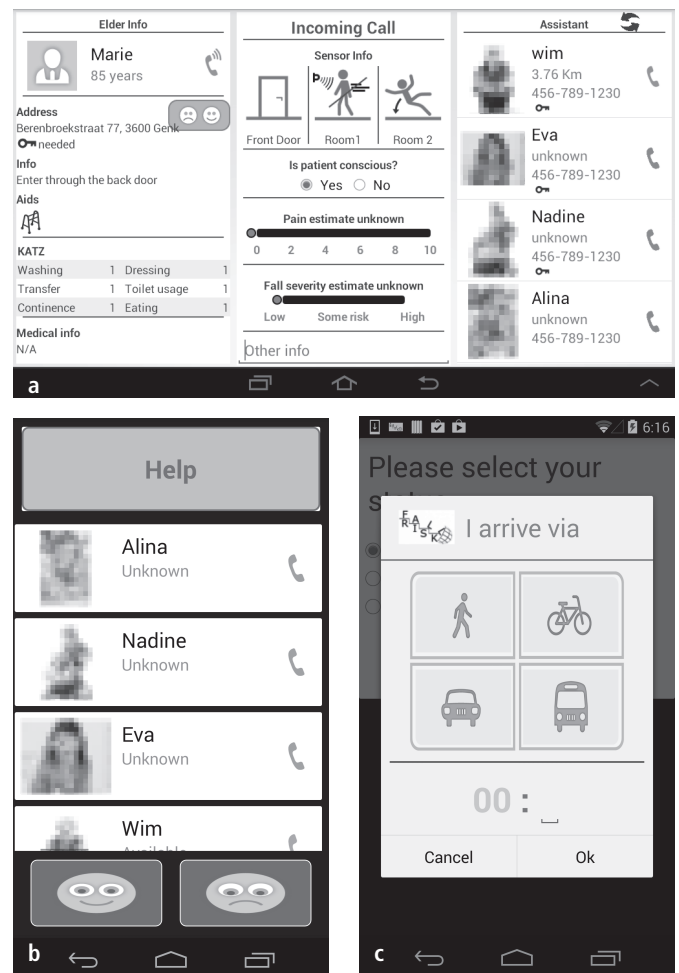 Elder Info
Marie
85 years
Address
Berenbroekstraat 77, 3600 Genk
needed
Info
Enter through the back door
Aids
KATZ
Washing 1 Dressing 1
Transfer 1 Toilet usage 1
Continence 1 Eating 1
Medical info
N/A
Incoming Call
Sensor Info
Front Door Room1 Room 2
Is patient conscious?
Yes No
Pain estimate unknown
0 2 4 6 8 10
Fall severity estimate unknown
Low Some risk High
Other info
Assistant
wim
3.76 Km
456-789-1230
Eva
unknown
456-789-1230
Nadine
unknown
456-789-1230
Alina
unknown
456-789-1230
a
Help
Alina
Unknown
Nadine
Unknown
Eva
Unknown
Wim
Available
b
6:16
Please select your
FRAIL
RISK
I arrive via
00 :
Cancel Ok
c